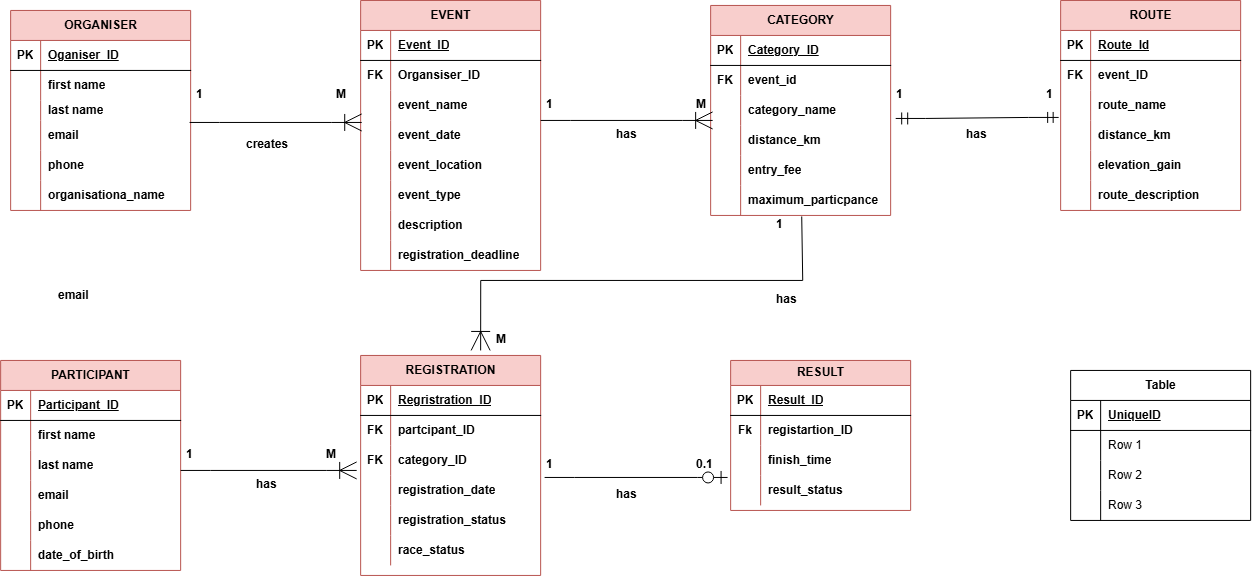 ORGANISER
PK Oganiser_ID
first name
last name
email
phone
organisationa_name
1
M
creates
EVENT
PK Event_ID
FK Organsiser_ID
event_name
event_date
event_location
event_type
description
registration_deadline
1
M
has
CATEGORY
PK Category_ID
FK event_id
category_name
distance_km
entry_fee
maximum_particpance
1
1
has
ROUTE
PK Route_Id
FK event_ID
route_name
distance_km
elevation_gain
route_description
1
has
M
email
PARTICIPANT
PK Participant_ID
first name
last name
email
phone
date_of_birth
1
M
has
REGISTRATION
PK Regristration_ID
FK partcipant_ID
FK category_ID
registration_date
registration_status
race_status
1
0.1
has
RESULT
PK Result_ID
Fk registartion_ID
finish_time
result_status
Table
PK UniqueID
Row 1
Row 2
Row 3